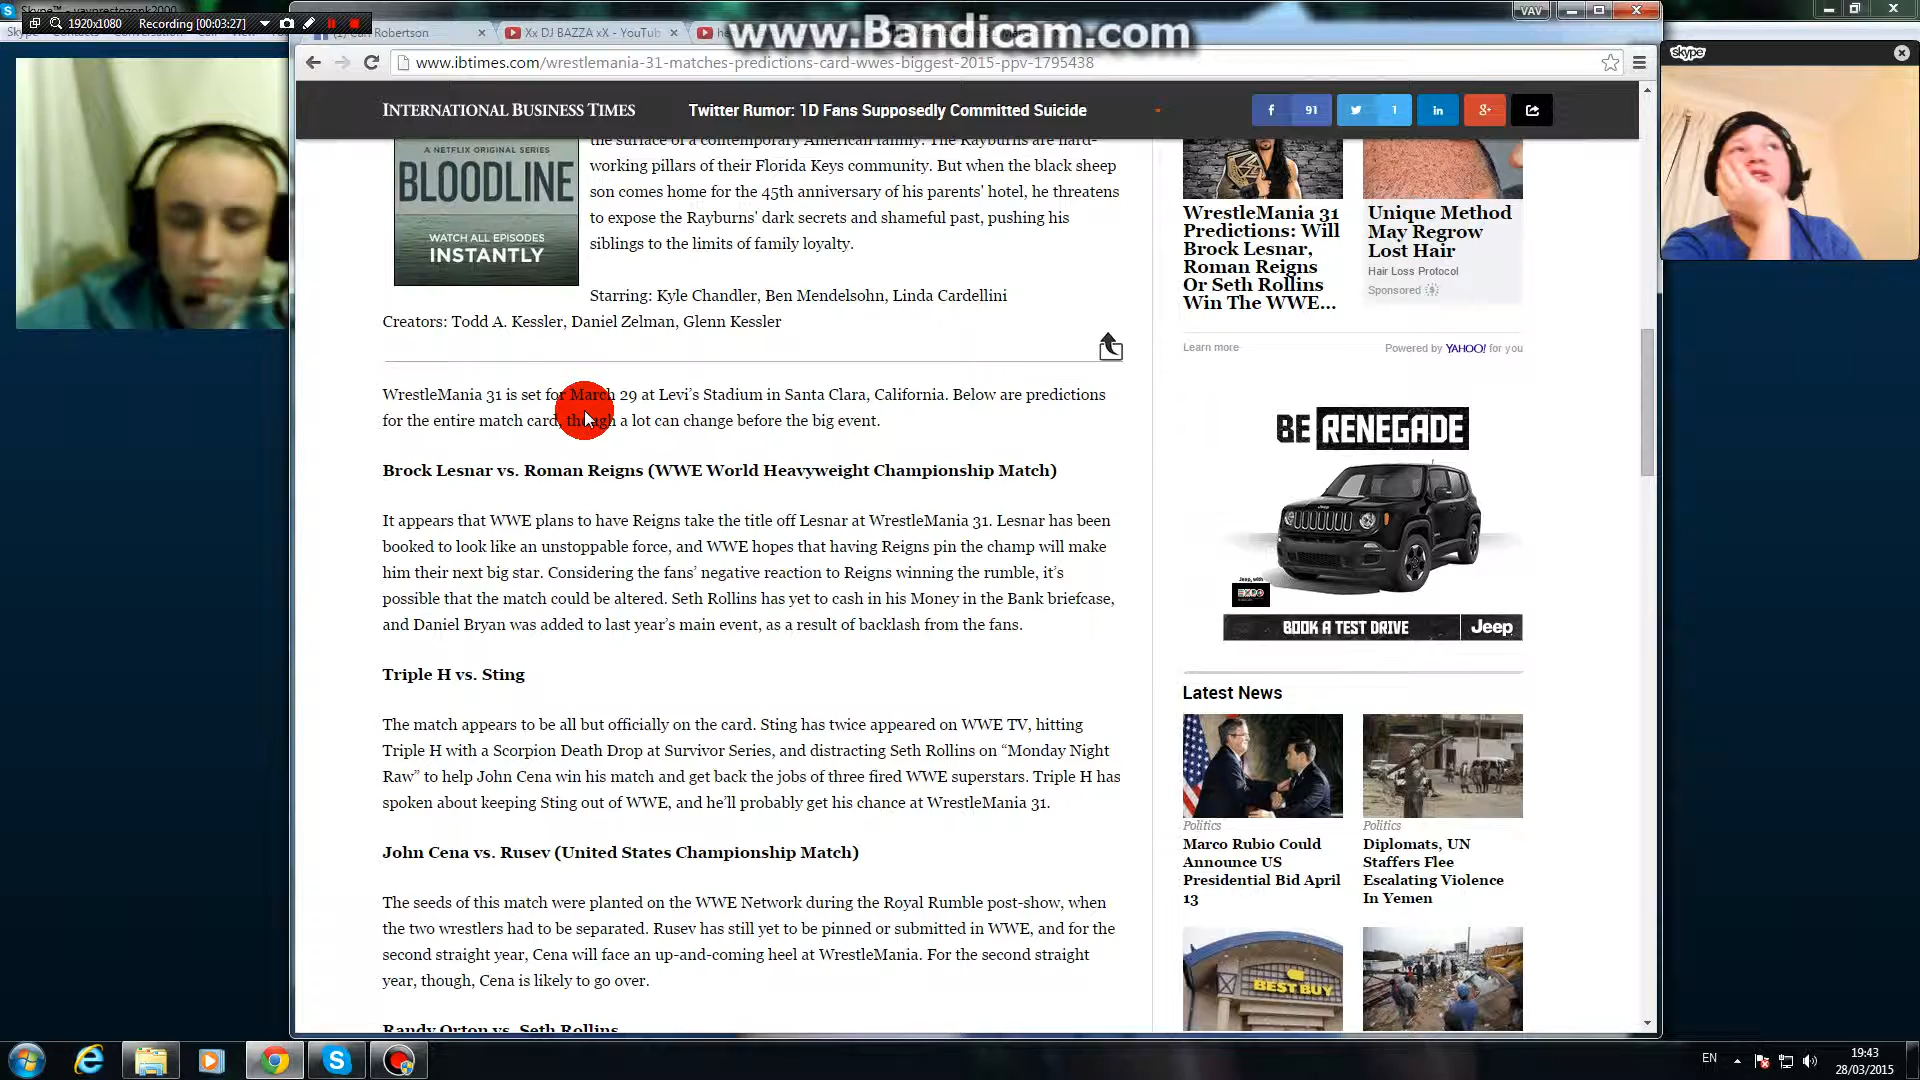 1920x1080 Recording [00:03:27]
Robertson
Xx DJ BAZZA xX - YouTub
www.Bandicam.com
VAV
www.ibtimes.com/wrestlemania-31-matches-predictions-card-wwes-biggest-2015-ppv-1795438
skype
INTERNATIONAL BUSINESS TIMES
Twitter Rumor: 1D Fans Supposedly Committed Suicide
91
1
the surface of a contemporary American family. The Rayburns are hard-
working pillars of their Florida Keys community. But when the black sheep
son comes home for the 45th anniversary of his parents' hotel, he threatens
to expose the Rayburns' dark secrets and shameful past, pushing his
siblings to the limits of family loyalty.
A NETFLIX ORIGINAL SERIES
BLOODLINE
WATCH ALL EPISODES
INSTANTLY
Starring: Kyle Chandler, Ben Mendelsohn, Linda Cardellini
Creators: Todd A. Kessler, Daniel Zelman, Glenn Kessler
WrestleMania 31 is set for March 29 at Levi's Stadium in Santa Clara, California. Below are predictions
for the entire match card, though a lot can change before the big event.
Brock Lesnar vs. Roman Reigns (WWE World Heavyweight Championship Match)
It appears that WWE plans to have Reigns take the title off Lesnar at WrestleMania 31. Lesnar has been
booked to look like an unstoppable force, and WWE hopes that having Reigns pin the champ will make
him their next big star. Considering the fans' negative reaction to Reigns winning the rumble, it's
possible that the match could be altered. Seth Rollins has yet to cash in his Money in the Bank briefcase,
and Daniel Bryan was added to last year's main event, as a result of backlash from the fans.
Triple H vs. Sting
The match appears to be all but officially on the card. Sting has twice appeared on WWE TV, hitting
Triple H with a Scorpion Death Drop at Survivor Series, and distracting Seth Rollins on "Monday Night
Raw" to help John Cena win his match and get back the jobs of three fired WWE superstars. Triple H has
spoken about keeping Sting out of WWE, and he'll probably get his chance at WrestleMania 31.
John Cena vs. Rusev (United States Championship Match)
The seeds of this match were planted on the WWE Network during the Royal Rumble post-show, when
the two wrestlers had to be separated. Rusev has still yet to be pinned or submitted in WWE, and for the
second straight year, Cena will face an up-and-coming heel at WrestleMania. For the second straight
year, though, Cena is likely to go over.
Randy Orton vs. Seth Rollins
WrestleMania 31
Predictions: Will
Brock Lesnar,
Roman Reigns
Or Seth Rollins
Win The WWE...
Unique Method
May Regrow
Lost Hair
Hair Loss Protocol
Sponsored
Learn more
Powered by YAHOO! for you
BE RENEGADE
BOOK A TEST DRIVE
Jeep
Latest News
Politics
Marco Rubio Could
Announce US
Presidential Bid April
13
Politics
Diplomats, UN
Staffers Flee
Escalating Violence
In Yemen
BEST BUY
EN
19:43
28/03/2015